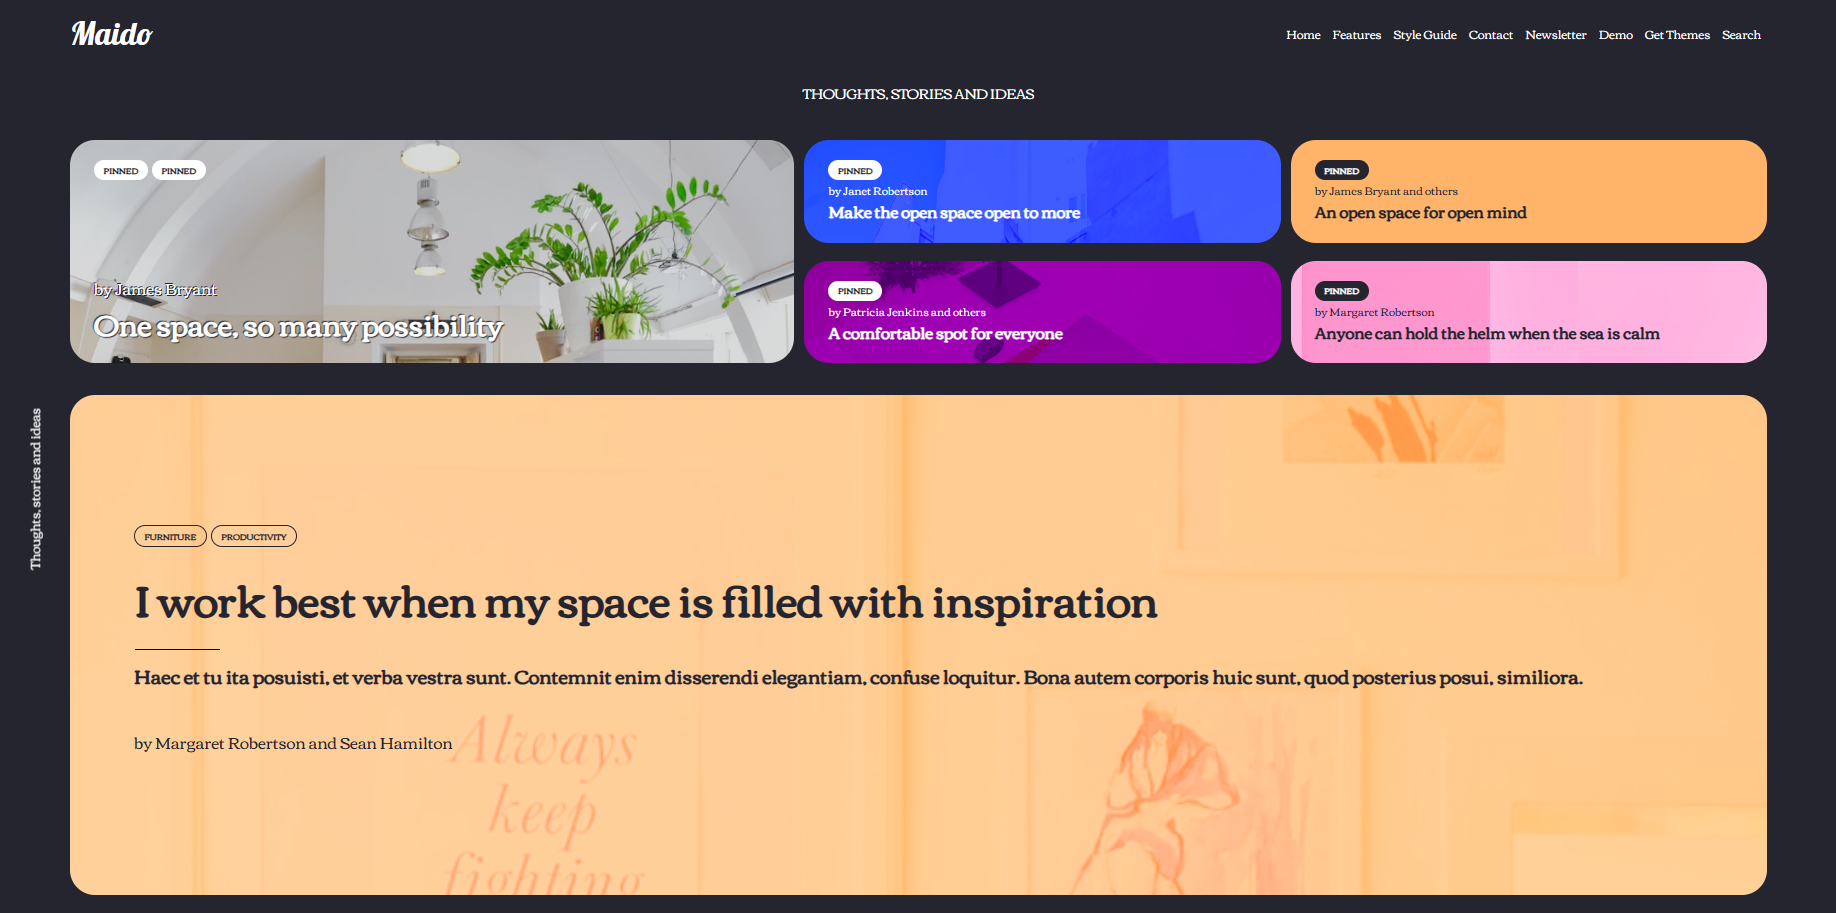 Maido
Home Features Style Guide Contact Newsletter Demo Get Themes Search
THOUGHTS, STORIES AND IDEAS
PINNED PINNED
by James Bryant
One space, so many possibility
PINNED
by Janet Robertson
Make the open space open to more
PINNED
by James Bryant and others
An open space for open mind
PINNED
by Patricia Jenkins and others
A comfortable spot for everyone
PINNED
by Margaret Robertson
Anyone can hold the helm when the sea is calm
Thoughts, stories and ideas
FURNITURE PRODUCTIVITY
I work best when my space is filled with inspiration
Haec et tu ita posuisti, et verba vestra sunt. Contemnit enim disserendi elegantiam, confuse loquitur. Bona autem corporis huic sunt, quod posterius posui, similiora.
by Margaret Robertson and Sean Hamilton
Always
keep
fighting